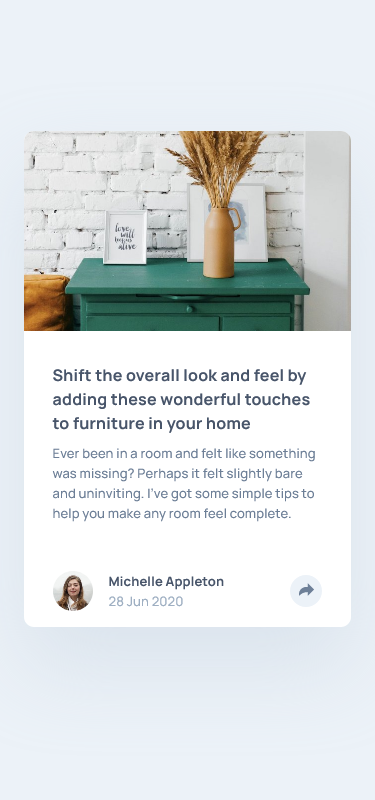 love
will
keep us
alive
Shift the overall look and feel by
adding these wonderful touches
to furniture in your home
Ever been in a room and felt like something
was missing? Perhaps it felt slightly bare
and uninviting. I've got some simple tips to
help you make any room feel complete.
Michelle Appleton
28 Jun 2020